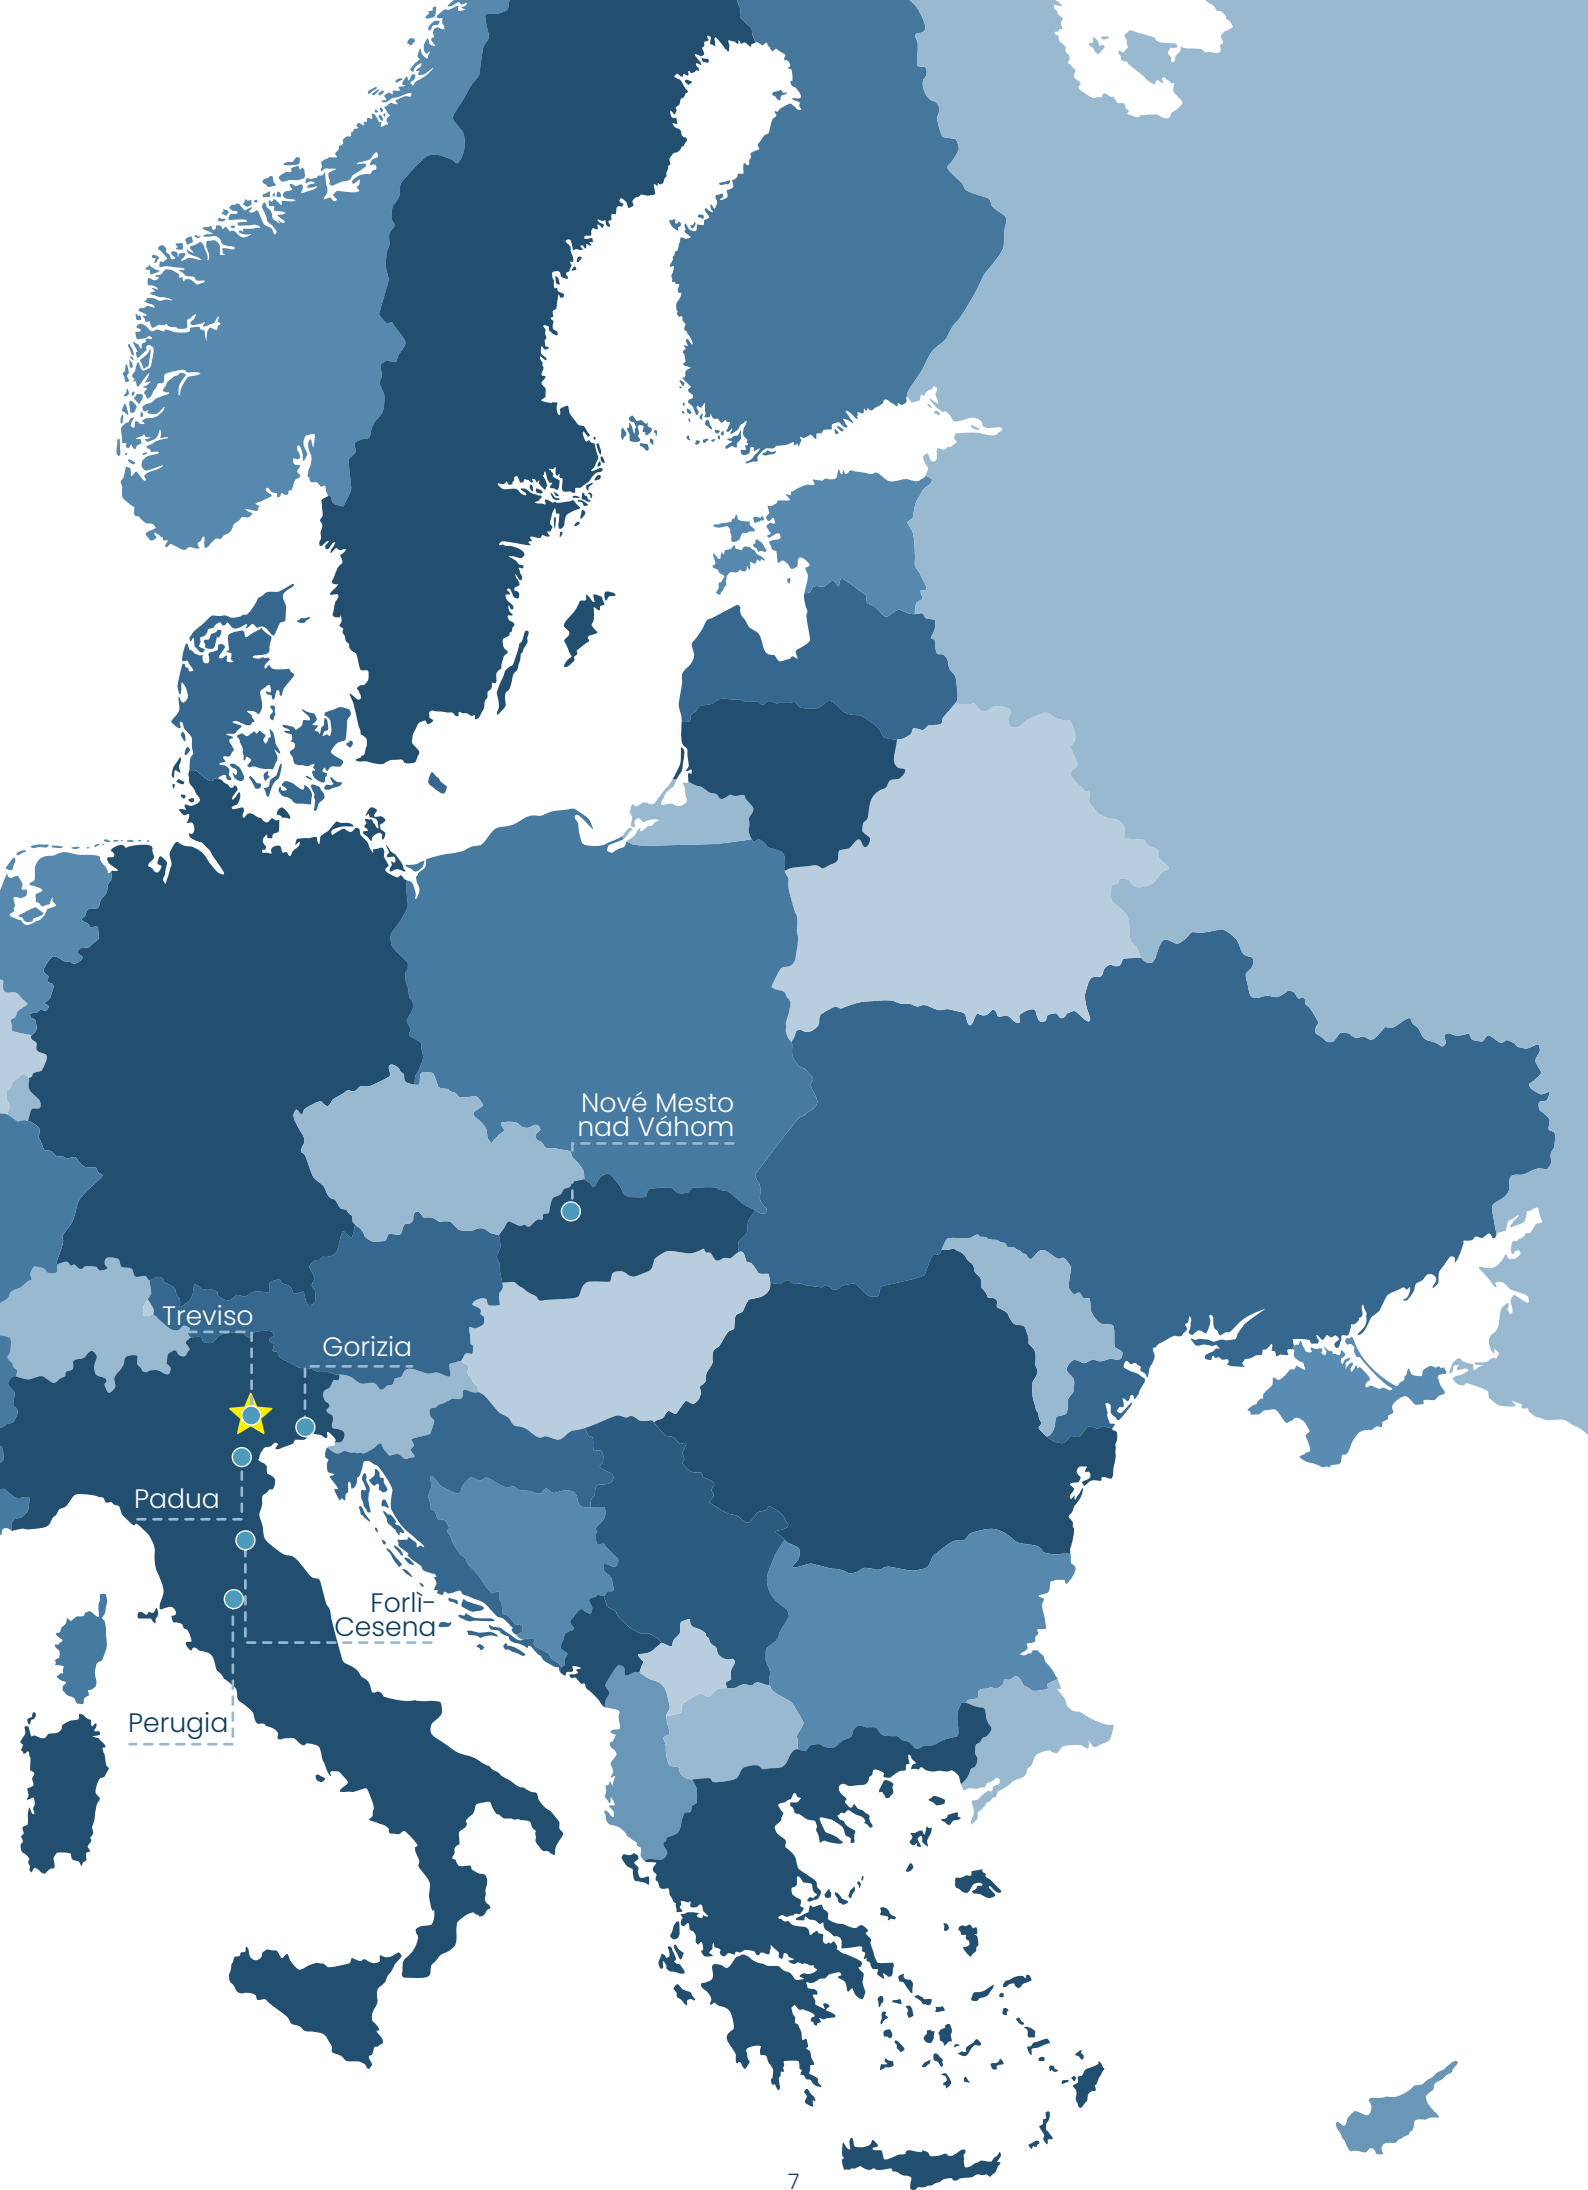 Nové Mesto
nad Váhom
Treviso
Gorizia
Padua
Forlì-
Cesena
Perugia
7